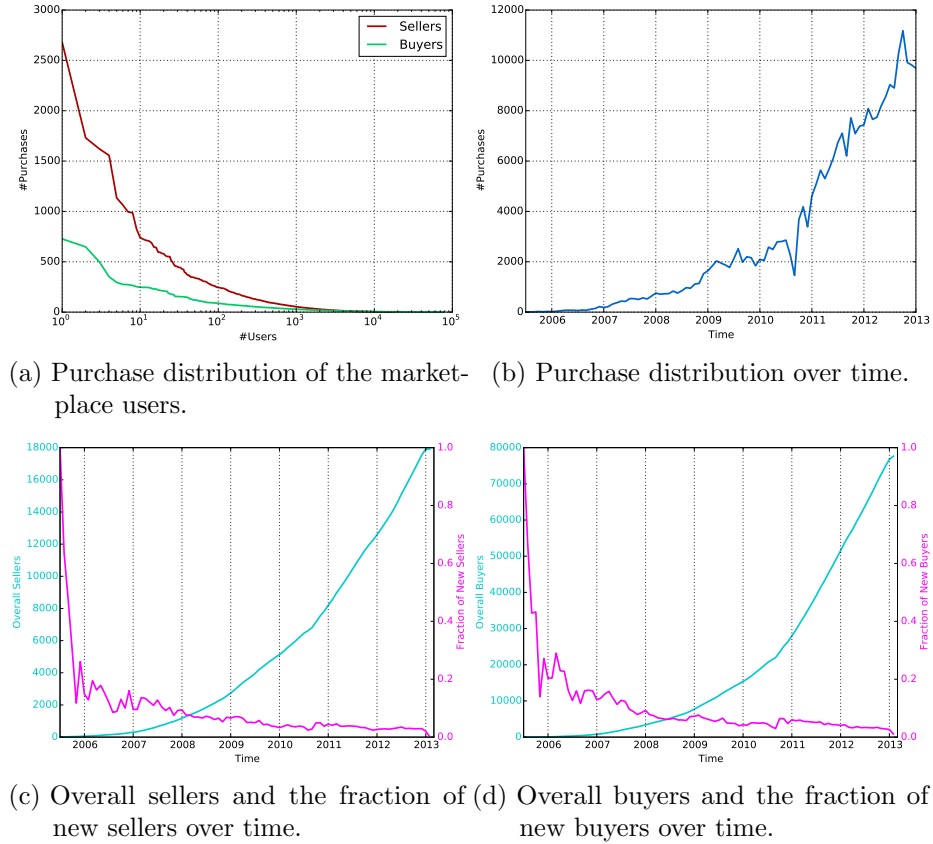 3000
2500
2000
1500
1000
500
0
#Purchases
10^0 10^1 10^2 10^3 10^4 10^5
#Users
Sellers
Buyers
12000
10000
8000
6000
4000
2000
0
#Purchases
2006 2007 2008 2009 2010 2011 2012 2013
Time
(a) Purchase distribution of the market-
place users.
(b) Purchase distribution over time.
18000
16000
14000
12000
10000
8000
6000
4000
2000
0
Overall Sellers
2006 2007 2008 2009 2010 2011 2012 2013
Time
1.0
0.8
0.6
0.4
0.2
0.0
Fraction of New Sellers
80000
70000
60000
50000
40000
30000
20000
10000
0
Overall Buyers
2006 2007 2008 2009 2010 2011 2012 2013
Time
1.0
0.8
0.6
0.4
0.2
0.0
Fraction of New Buyers
(c) Overall sellers and the fraction of
new sellers over time.
(d) Overall buyers and the fraction of
new buyers over time.